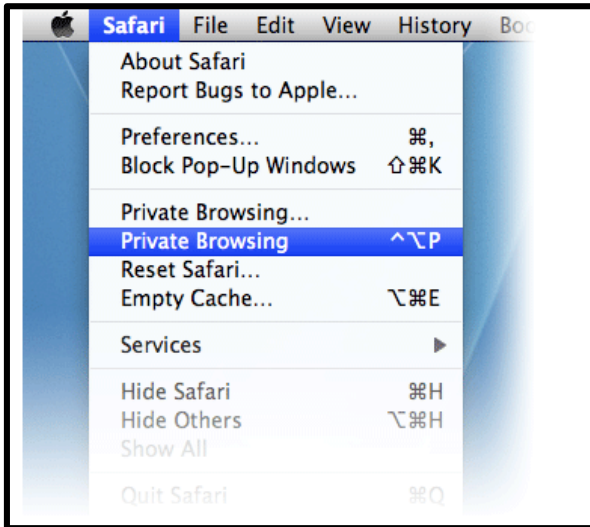 Safari File Edit View History Boo
About Safari
Report Bugs to Apple...
Preferences... ⌘,
Block Pop-Up Windows ⇧⌘K
Private Browsing...
Private Browsing ^⌥P
Reset Safari...
Empty Cache... ⌥⌘E
Services ▶
Hide Safari ⌘H
Hide Others ⌥⌘H
Show All
Quit Safari ⌘Q